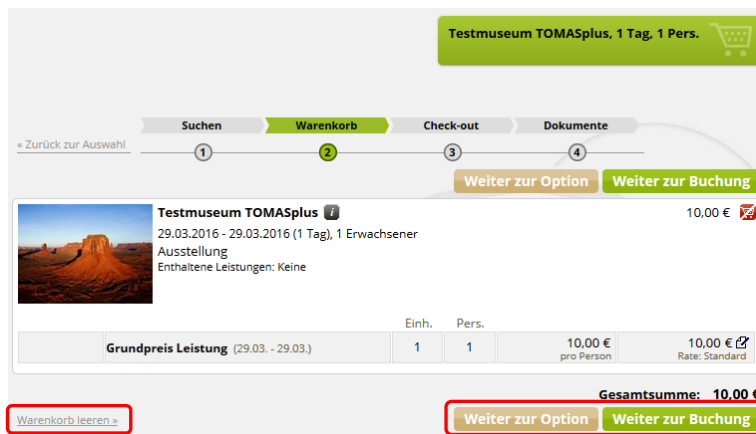 Testmuseum TOMASplus, 1 Tag, 1 Pers.
Suchen Warenkorb Check-out Dokumente
« Zurück zur Auswahl
1 2 3 4
Weiter zur Option Weiter zur Buchung
Testmuseum TOMASplus i 10,00 €
29.03.2016 - 29.03.2016 (1 Tag), 1 Erwachsener
Ausstellung
Enthaltene Leistungen: Keine
Einh. Pers.
Grundpreis Leistung (29.03. - 29.03.) 1 1 10,00 € 10,00 €
pro Person Rate: Standard
Gesamtsumme: 10,00 €
Warenkorb leeren » Weiter zur Option Weiter zur Buchung